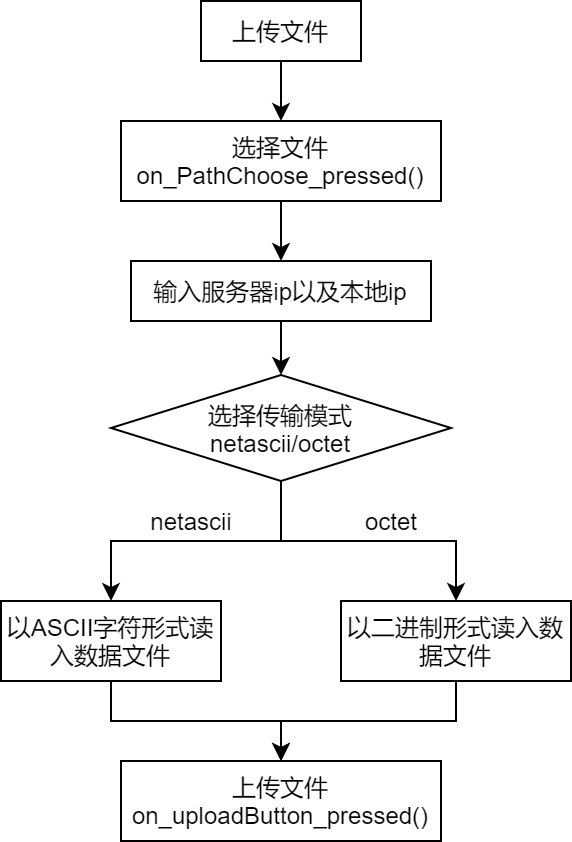 上传文件
选择文件
on_PathChoose_pressed()
输入服务器ip以及本地ip
选择传输模式
netascii/octet
netascii
octet
以ASCII字符形式读
入数据文件
以二进制形式读入数
据文件
上传文件
on_uploadButton_pressed()